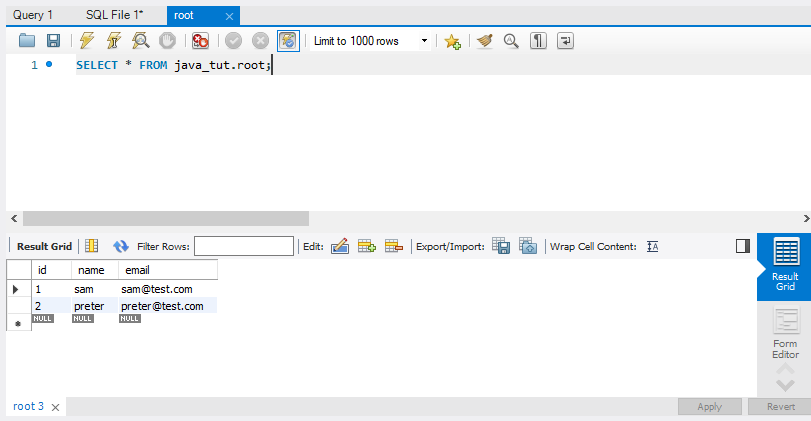 Query 1 SQL File 1* root
Limit to 1000 rows
1 SELECT * FROM java_tut.root;
Result Grid Filter Rows: Edit: Export/Import: Wrap Cell Content:
id name email
1 sam sam@test.com
2 preter preter@test.com
NULL NULL NULL
Result
Grid
Form
Editor
root 3 Apply Revert